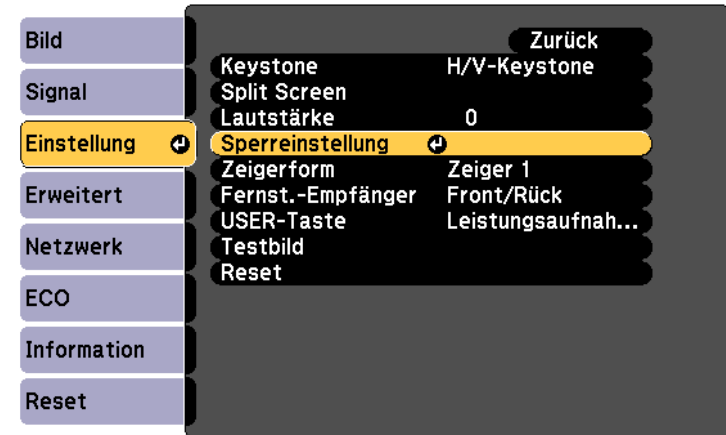 Bild
Signal
Einstellung
Erweitert
Netzwerk
ECO
Information
Reset
Zurück
Keystone H/V-Keystone
Split Screen
Lautstärke 0
Sperreinstellung
Zeigerform Zeiger 1
Fernst.-Empfänger Front/Rück
USER-Taste Leistungsaufnah...
Testbild
Reset